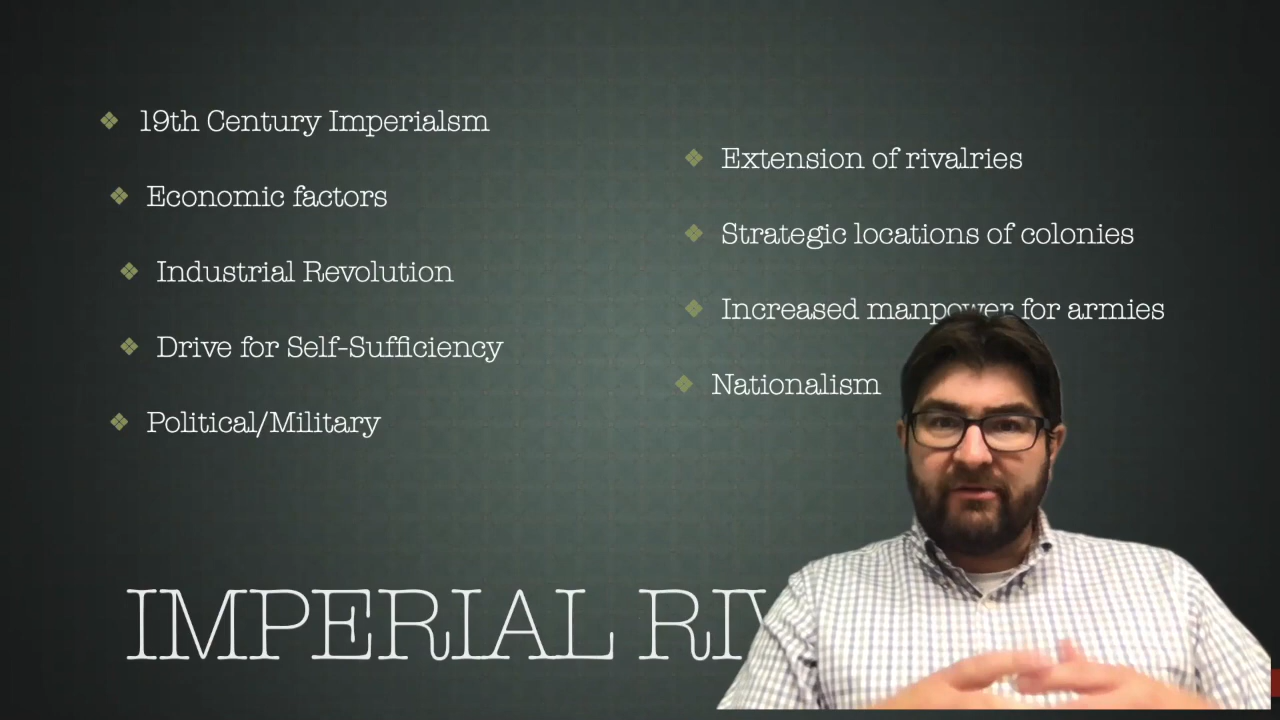 19th Century Imperialsm
Economic factors
Industrial Revolution
Drive for Self-Sufficiency
Political/Military
Extension of rivalries
Strategic locations of colonies
Increased manpower for armies
Nationalism
IMPERIAL